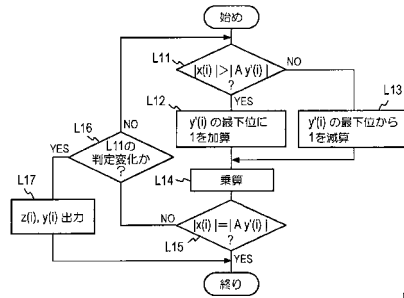 始め
L11
|x(i)|>|A y'(i)|
?
NO
YES
L12
y'(i) の最下位に
1を加算
L13
y'(i) の最下位から
1を減算
L14
乗算
|x(i)|=|A y'(i)|
?
L15
NO
YES
L16
L11の
判定変化か
?
NO
YES
L17
z(i), y(i) 出力
終り